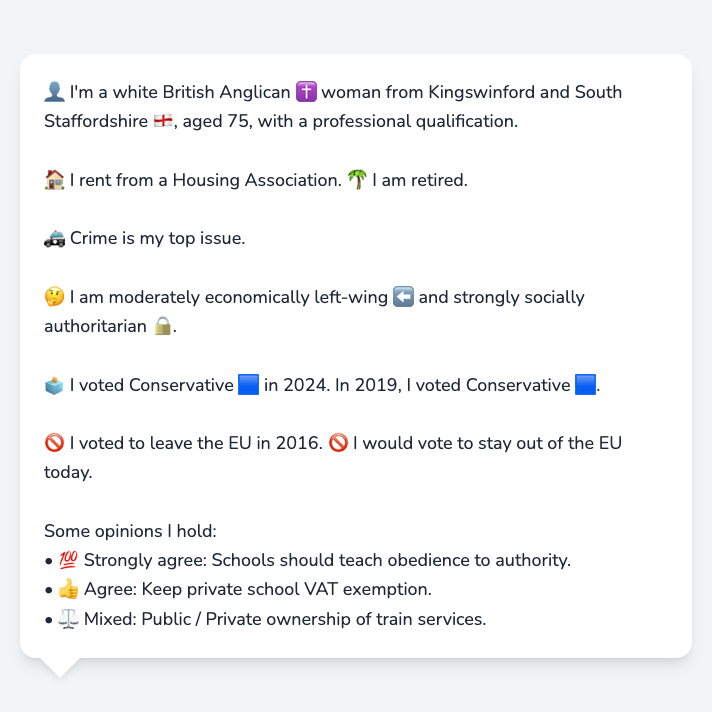 👤 I'm a white British Anglican ✝️ woman from Kingswinford and South
Staffordshire 🏴󠁧󠁢󠁥󠁮󠁧󠁿, aged 75, with a professional qualification.
🏠 I rent from a Housing Association. 🌴 I am retired.
🚓 Crime is my top issue.
🤔 I am moderately economically left-wing ⬅️ and strongly socially
authoritarian 🔒.
🗳️ I voted Conservative 🟦 in 2024. In 2019, I voted Conservative 🟦.
🚫 I voted to leave the EU in 2016. 🚫 I would vote to stay out of the EU
today.
Some opinions I hold:
• 💯 Strongly agree: Schools should teach obedience to authority.
• 👍 Agree: Keep private school VAT exemption.
• ⚖️ Mixed: Public / Private ownership of train services.